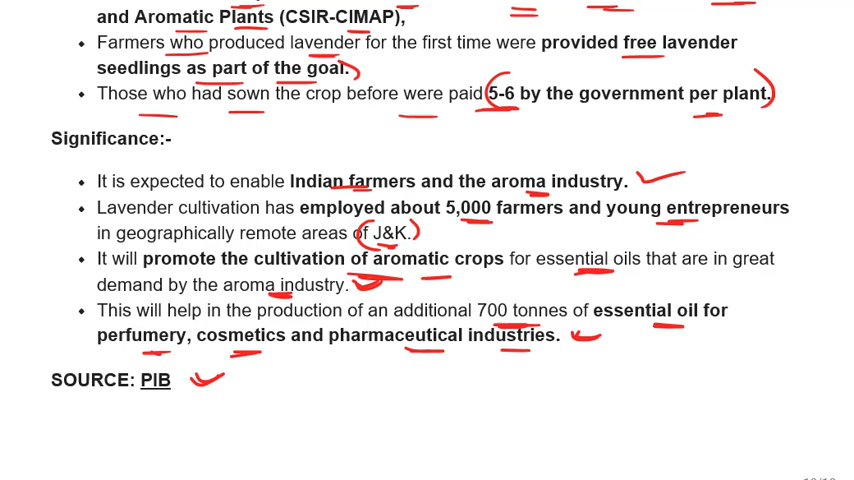 and Aromatic Plants (CSIR-CIMAP),
• Farmers who produced lavender for the first time were provided free lavender
seedlings as part of the goal.
• Those who had sown the crop before were paid 5-6 by the government per plant.
Significance:-
• It is expected to enable Indian farmers and the aroma industry.
• Lavender cultivation has employed about 5,000 farmers and young entrepreneurs
in geographically remote areas of J&K.
• It will promote the cultivation of aromatic crops for essential oils that are in great
demand by the aroma industry.
• This will help in the production of an additional 700 tonnes of essential oil for
perfumery, cosmetics and pharmaceutical industries.
SOURCE: PIB